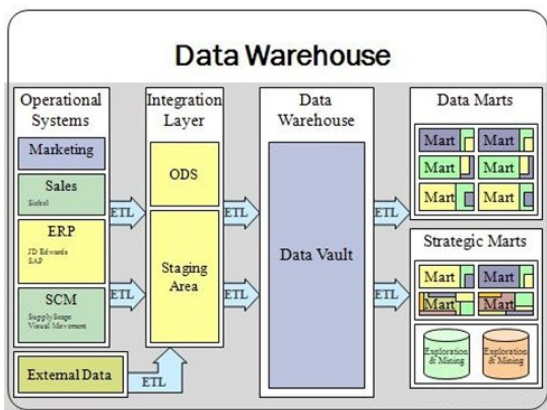 Data Warehouse
Operational
Systems
Marketing
Sales
Siebel
ERP
JD Edwards
SAP
SCM
Visual Movement
External Data
ETL
ETL
ETL
Integration
Layer
ODS
Staging
Area
ETL
ETL
Data
Warehouse
Data Vault
ETL
ETL
Data Marts
Mart Mart
Mart Mart
Mart Mart
Strategic Marts
Mart Mart
Mart Mart
Exploration
& Mining
Exploration
& Mining